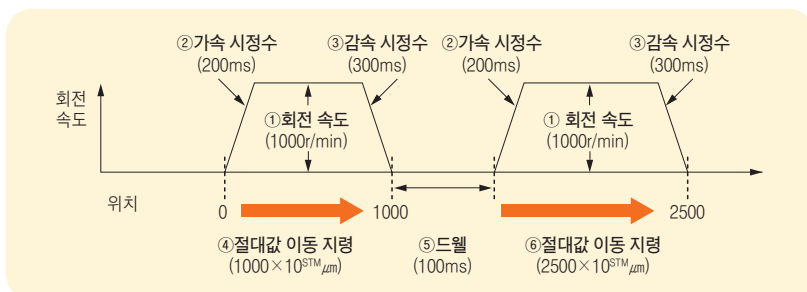 ②가속 시정수
(200ms)
③감속 시정수
(300ms)
②가속 시정수
(200ms)
③감속 시정수
(300ms)
회전
속도
①회전 속도
(1000r/min)
① 회전 속도
(1000r/min)
위치
0
1000
2500
④절대값 이동 지령
(1000×10ˢᵀᴹ㎛)
⑤드웰
(100ms)
⑥절대값 이동 지령
(2500×10ˢᵀᴹ㎛)